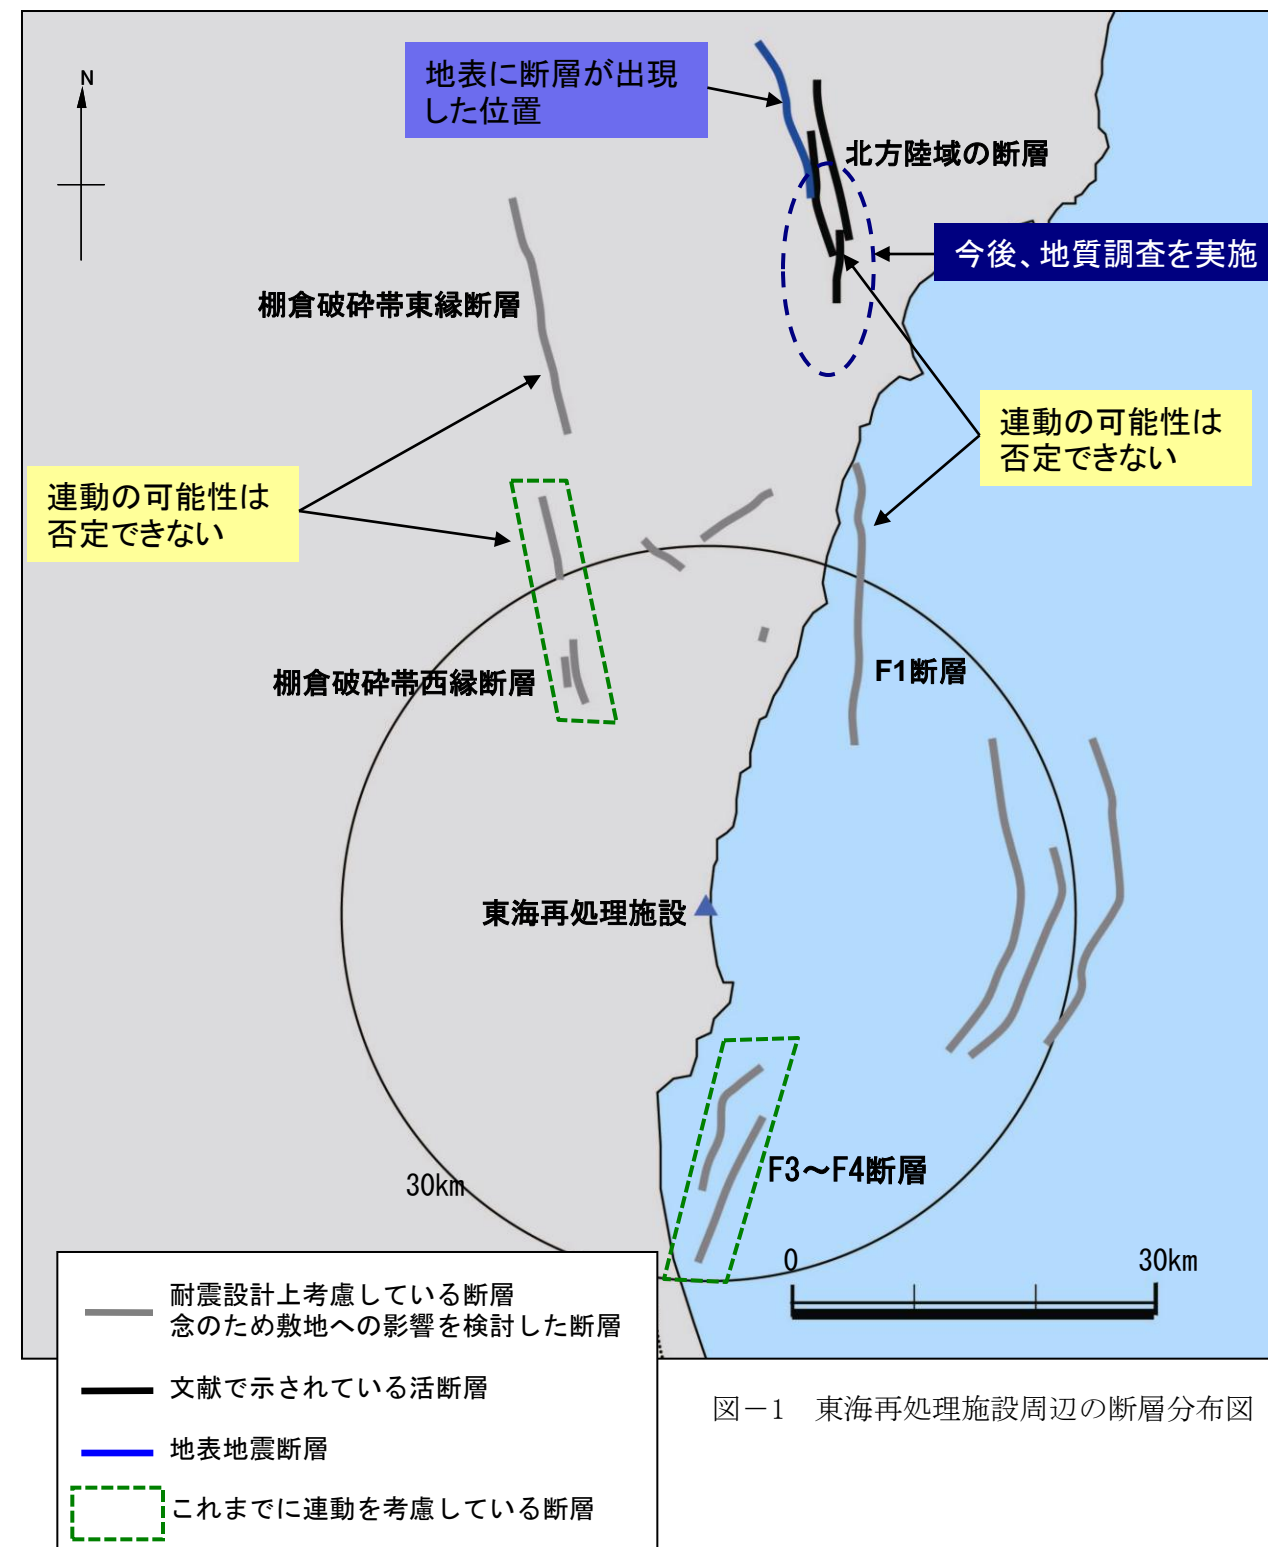 N
地表に断層が出現
した位置
北方陸域の断層
今後、地質調査を実施
棚倉破砕帯東縁断層
連動の可能性は
否定できない
連動の可能性は
否定できない
棚倉破砕帯西縁断層
F1断層
東海再処理施設
F3～F4断層
30km
0
30km
耐震設計上考慮している断層
念のため敷地への影響を検討した断層
文献で示されている活断層
地表地震断層
これまでに連動を考慮している断層
図－1　東海再処理施設周辺の断層分布図